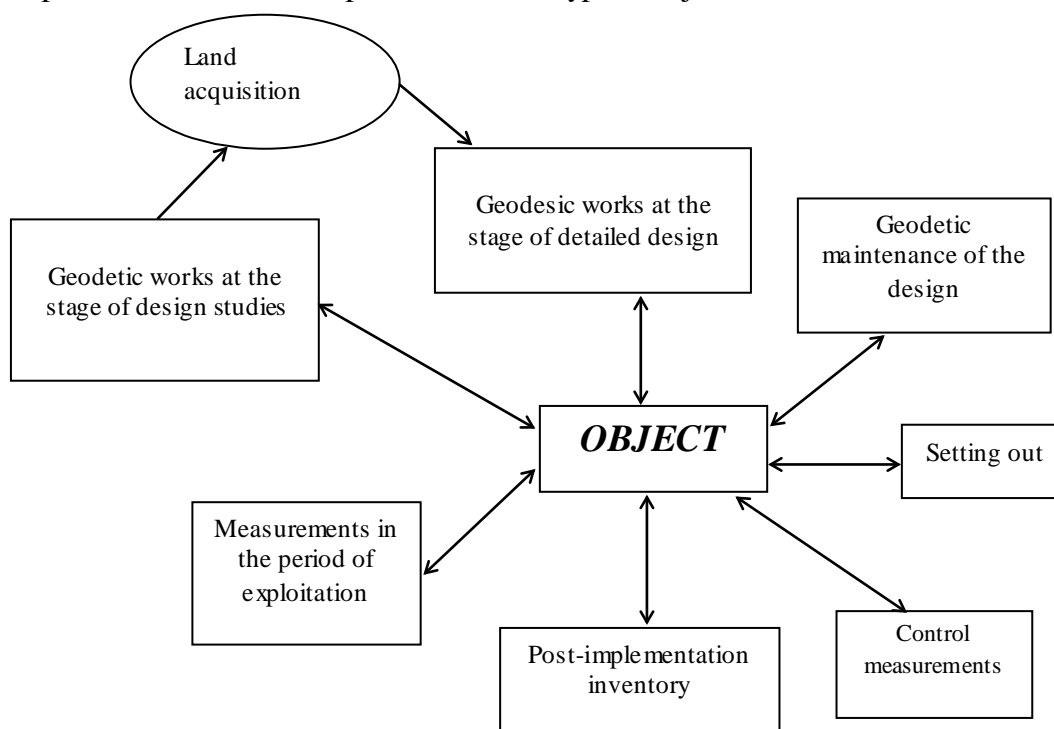 Land
acquisition
Geodesic works at the
stage of detailed design
Geodetic
maintenance of the
design
Geodetic works at the
stage of design studies
OBJECT
Setting out
Measurements in
the period of
exploitation
Post-implementation
inventory
Control
measurements